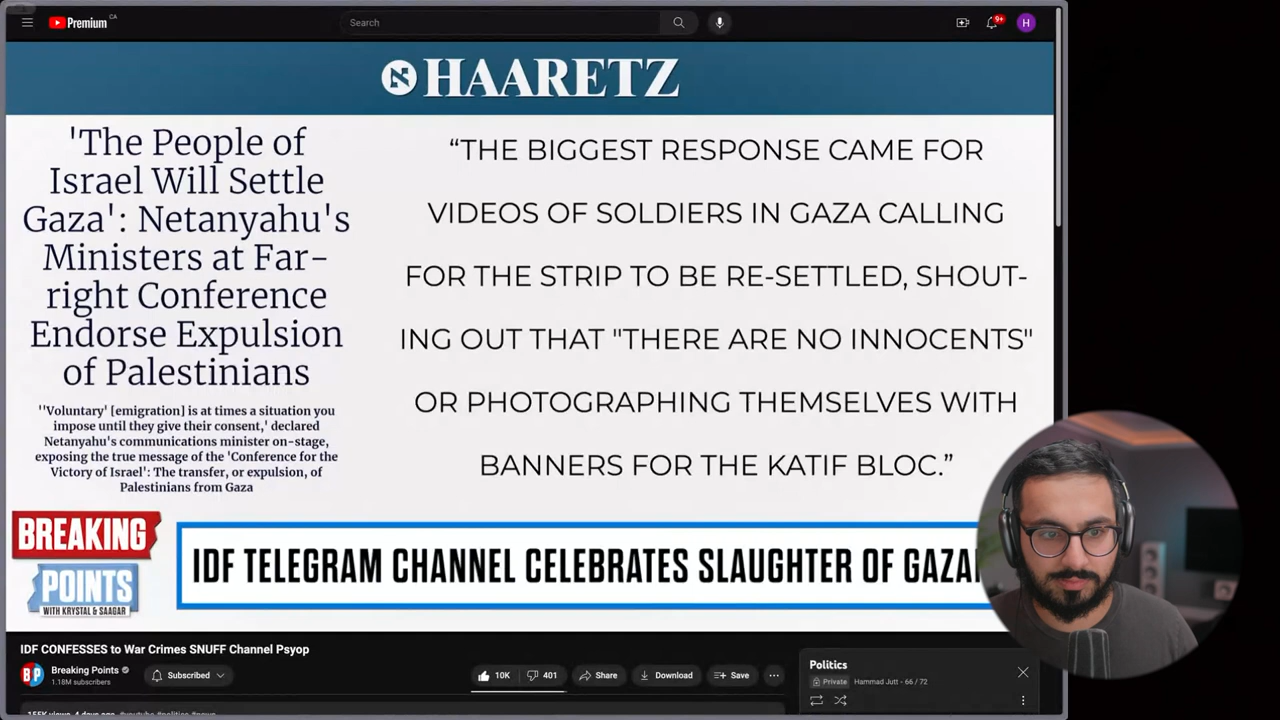 Premium CA
Search
9+
H
HAARETZ
'The People of
Israel Will Settle
Gaza': Netanyahu's
Ministers at Far-
right Conference
Endorse Expulsion
of Palestinians
''Voluntary' [emigration] is at times a situation you
impose until they give their consent,' declared
Netanyahu's communications minister on-stage,
exposing the true message of the 'Conference for the
Victory of Israel': The transfer, or expulsion, of
Palestinians from Gaza
“THE BIGGEST RESPONSE CAME FOR
VIDEOS OF SOLDIERS IN GAZA CALLING
FOR THE STRIP TO BE RE-SETTLED, SHOUT-
ING OUT THAT "THERE ARE NO INNOCENTS"
OR PHOTOGRAPHING THEMSELVES WITH
BANNERS FOR THE KATIF BLOC.”
BREAKING
POINTS
WITH KRYSTAL & SAAGAR
IDF TELEGRAM CHANNEL CELEBRATES SLAUGHTER OF
IDF CONFESSES to War Crimes SNUFF Channel Psyop
BP
Breaking Points
1.18M subscribers
Subscribed
10K
401
Share
Download
Save
Politics
Private
Hammad Jutt - 66 / 72